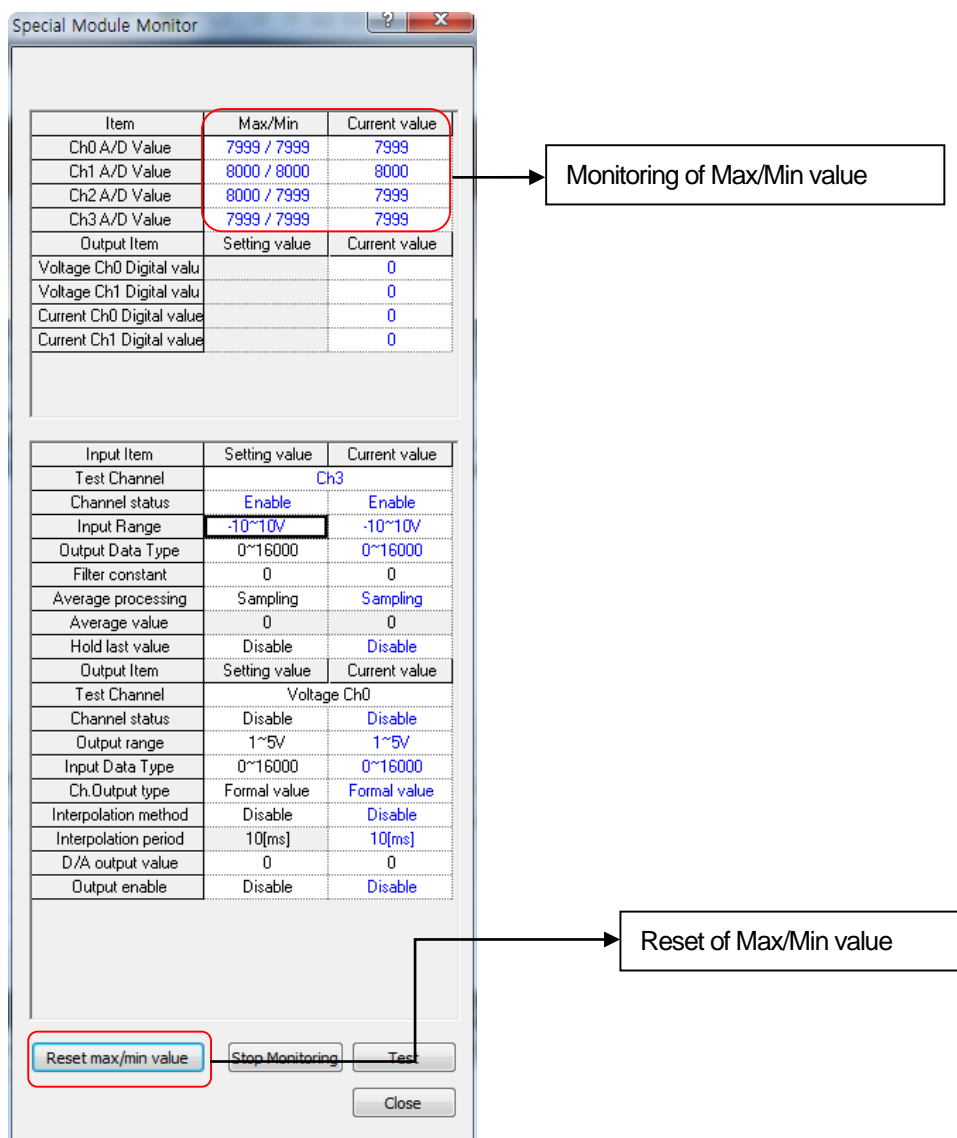 Special Module Monitor
Item Max/Min Current value
Ch0 A/D Value 7999 / 7999 7999
Ch1 A/D Value 8000 / 8000 8000
Ch2 A/D Value 8000 / 7999 7999
Ch3 A/D Value 7999 / 7999 7999
Output Item Setting value Current value
Voltage Ch0 Digital valu 0
Voltage Ch1 Digital valu 0
Current Ch0 Digital value 0
Current Ch1 Digital value 0
Monitoring of Max/Min value
Input Item Setting value Current value
Test Channel Ch3
Channel status Enable Enable
Input Range -10~10V -10~10V
Output Data Type 0~16000 0~16000
Filter constant 0 0
Average processing Sampling Sampling
Average value 0 0
Hold last value Disable Disable
Output Item Setting value Current value
Test Channel Voltage Ch0
Channel status Disable Disable
Output range 1~5V 1~5V
Input Data Type 0~16000 0~16000
Ch.Output type Formal value Formal value
Interpolation method Disable Disable
Interpolation period 10[ms] 10[ms]
D/A output value 0 0
Output enable Disable Disable
Reset of Max/Min value
Reset max/min value Stop Monitoring Test
Close